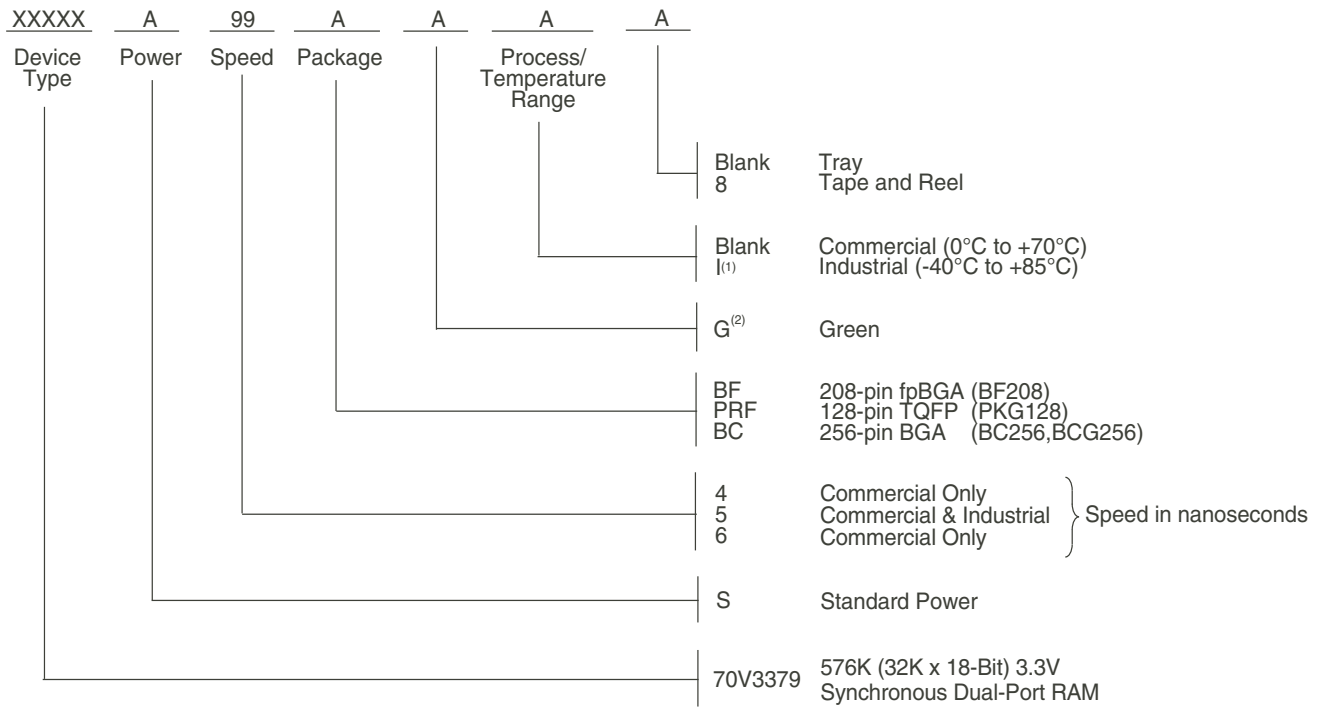 XXXXX A 99 A A A A
Device Type Power Speed Package Process/ Temperature Range
Blank Tray
8 Tape and Reel
Blank Commercial (0°C to +70°C)
I(1) Industrial (-40°C to +85°C)
G(2) Green
BF 208-pin fpBGA (BF208)
PRF 128-pin TQFP (PKG128)
BC 256-pin BGA (BC256,BCG256)
4 Commercial Only
5 Commercial & Industrial Speed in nanoseconds
6 Commercial Only
S Standard Power
70V3379 576K (32K x 18-Bit) 3.3V
Synchronous Dual-Port RAM